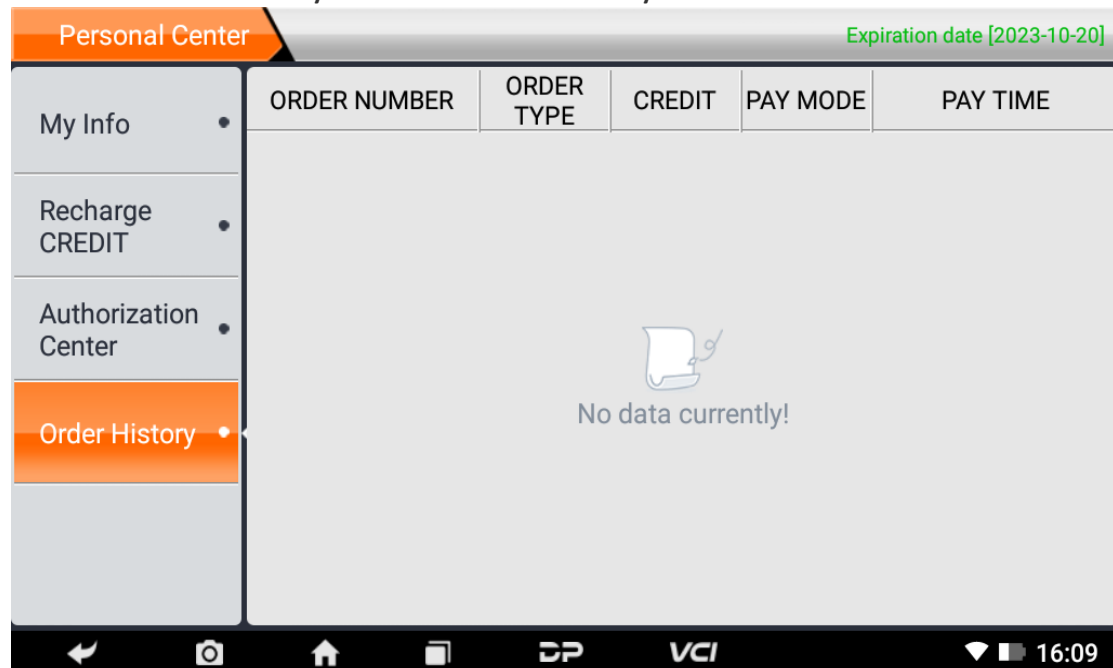 Personal Center
Expiration date [2023-10-20]
My Info
Recharge
CREDIT
Authorization
Center
Order History
ORDER NUMBER
ORDER
TYPE
CREDIT
PAY MODE
PAY TIME
No data currently!
DP
VCI
16:09